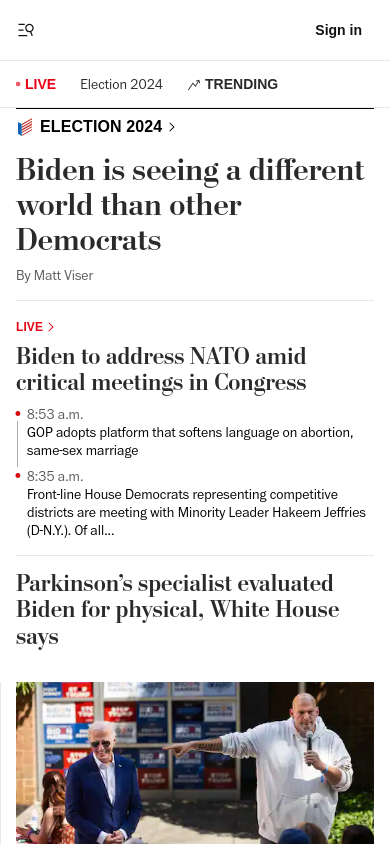 Sign in
LIVE
Election 2024
TRENDING
ELECTION 2024
Biden is seeing a different
world than other
Democrats
By Matt Viser
LIVE
Biden to address NATO amid
critical meetings in Congress
8:53 a.m.
GOP adopts platform that softens language on abortion,
same-sex marriage
8:35 a.m.
Front-line House Democrats representing competitive
districts are meeting with Minority Leader Hakeem Jeffries
(D-N.Y.). Of all...
Parkinson’s specialist evaluated
Biden for physical, White House
says